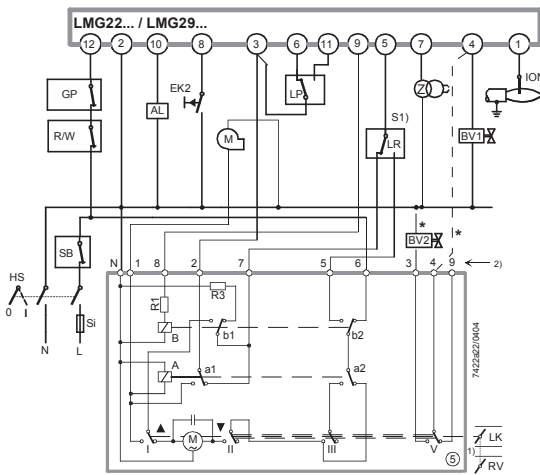 LMG22... / LMG29...
12 2 10 8 3 6 11 9 5 7 4 1
GP
R/W
AL
EK2
M
LP
S1)
LR
Z
ION
BV1
BV2
*
*
SB
HS
0 I
Si
N L
N 1 8 2 7 5 6 3 4 9 2)
R1
R3
B
b1
b2
A
a1
a2
M
I II III V
5
LK
1)
RV
7422a22/0404